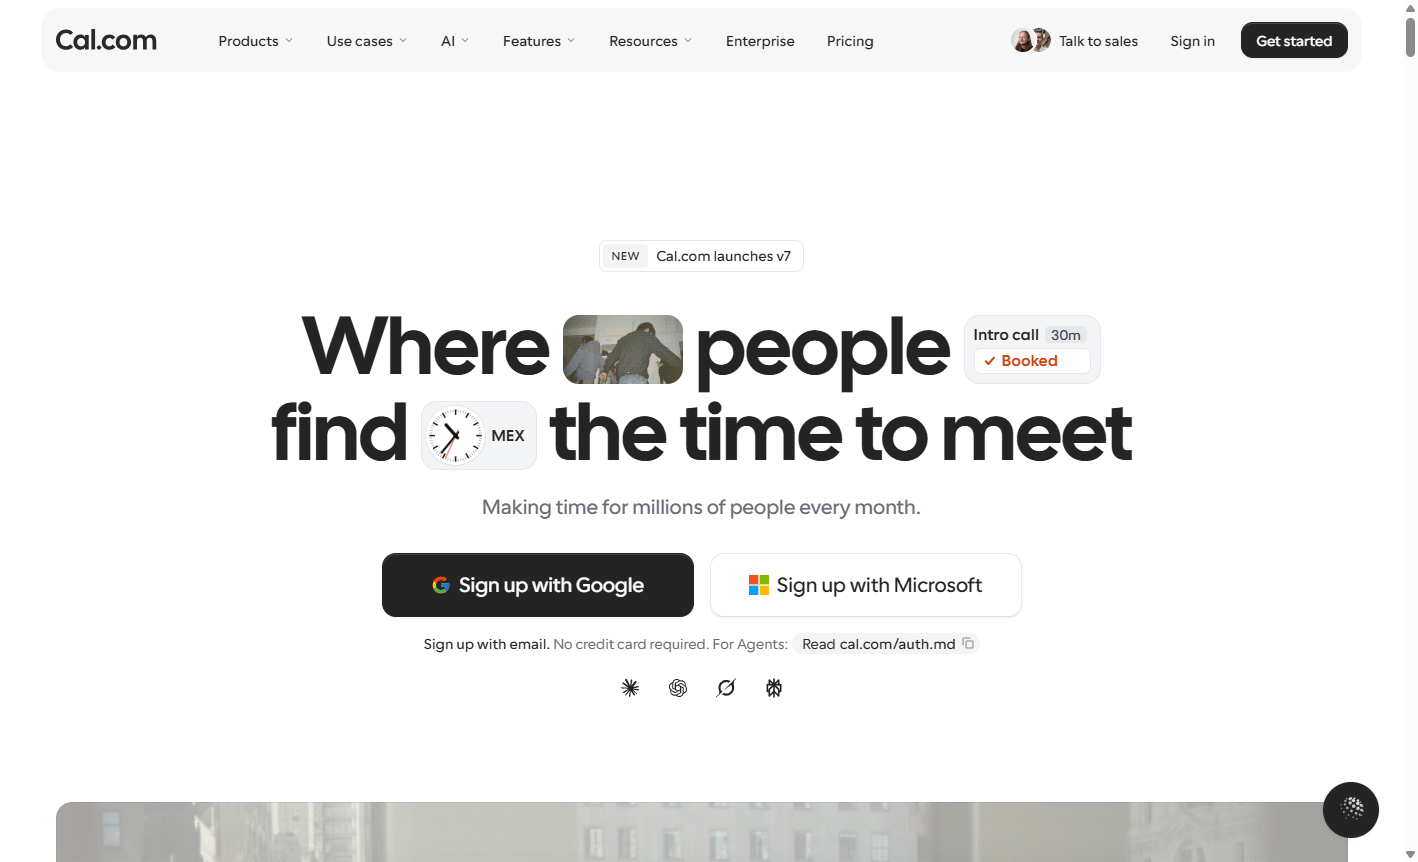 Cal.com
Products
Use cases
AI
Features
Resources
Enterprise
Pricing
Talk to sales
Sign in
Get started
NEW Cal.com launches v7
Where people
Intro call 30m
Booked
find MEX the time to meet
Making time for millions of people every month.
Sign up with Google
Sign up with Microsoft
Sign up with email. No credit card required. For Agents: Read cal.com/auth.md